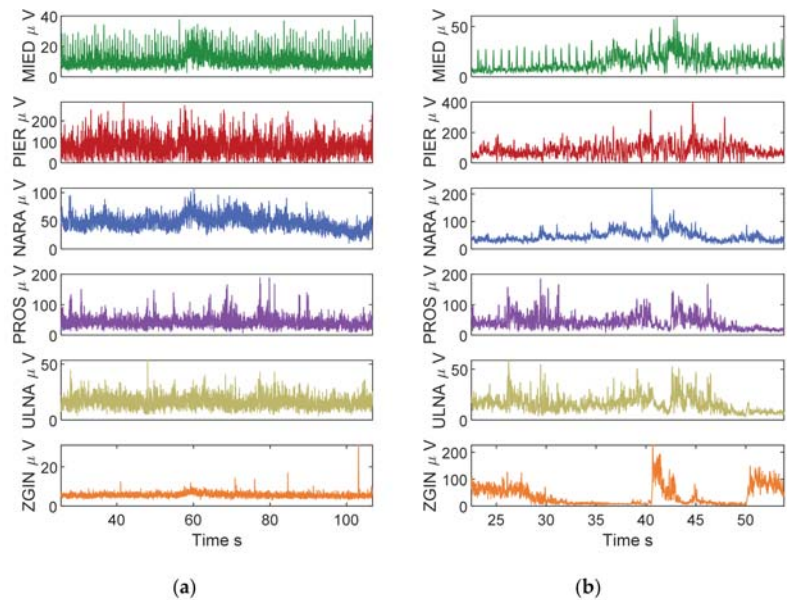 MIED μ V
40
20
0
PIER μ V
200
100
0
NARA μ V
100
50
0
PROS μ V
200
100
0
ULNA μ V
50
0
ZGIN μ V
20
0
40 60 80 100
Time s
(a)
MIED μ V
50
0
PIER μ V
400
200
0
NARA μ V
200
100
0
PROS μ V
200
100
0
ULNA μ V
50
0
ZGIN μ V
200
100
0
25 30 35 40 45 50
Time s
(b)